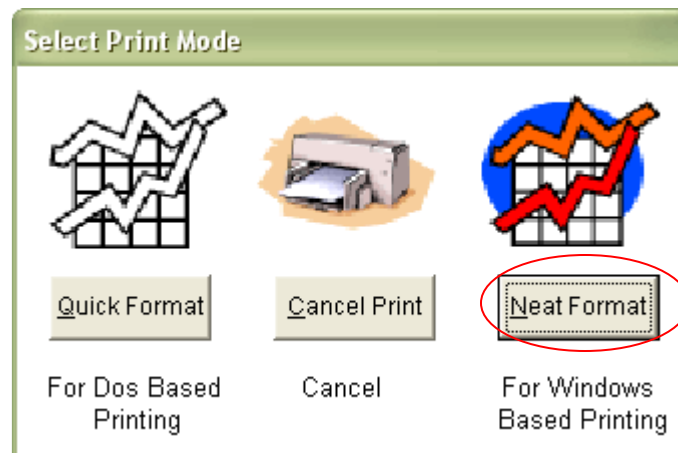 Select Print Mode
Quick Format
Cancel Print
Neat Format
For Dos Based
Printing
Cancel
For Windows
Based Printing